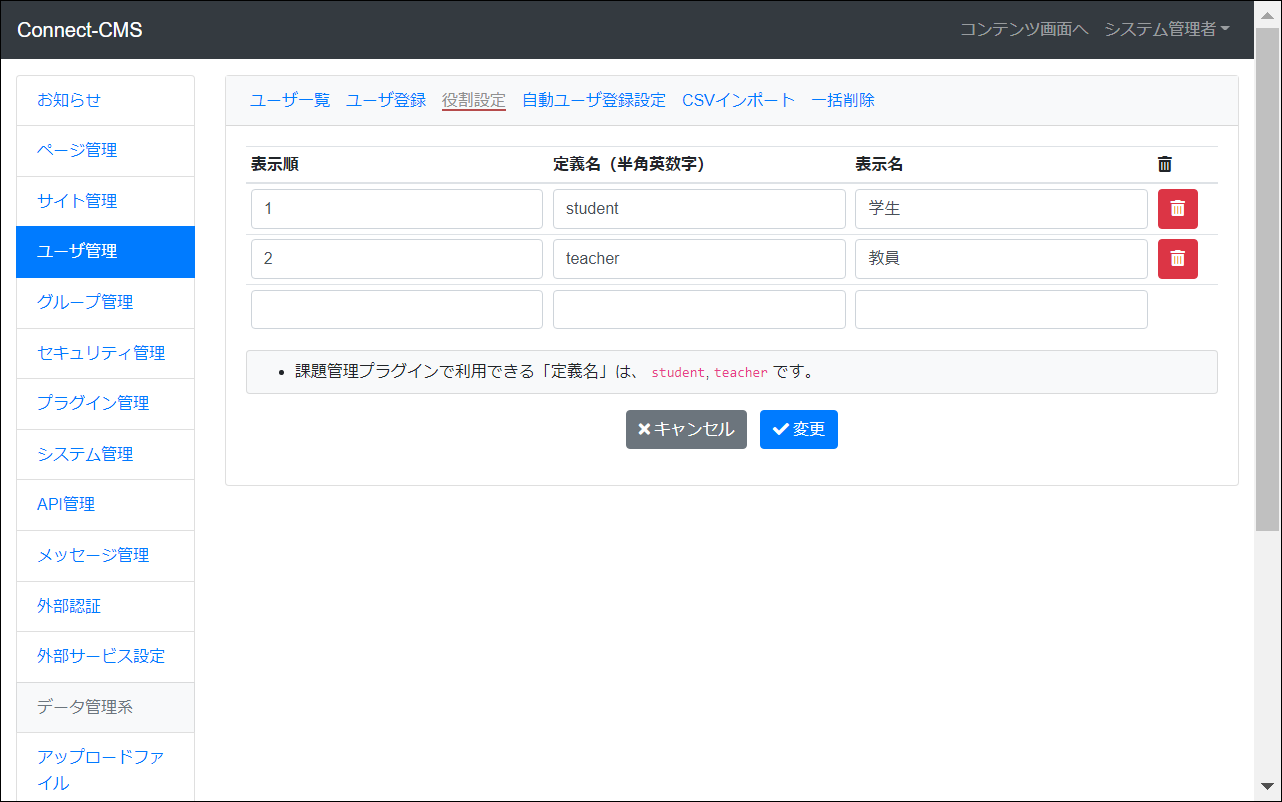 Connect-CMS
コンテンツ画面へ システム管理者
お知らせ
ページ管理
サイト管理
ユーザ管理
グループ管理
セキュリティ管理
プラグイン管理
システム管理
API管理
メッセージ管理
外部認証
外部サービス設定
データ管理系
アップロードファ
イル
ユーザ一覧 ユーザ登録 役割設定 自動ユーザ登録設定 CSVインポート 一括削除
表示順 定義名（半角英数字） 表示名
1 student 学生
2 teacher 教員
課題管理プラグインで利用できる「定義名」は、 student, teacher です。
キャンセル 変更